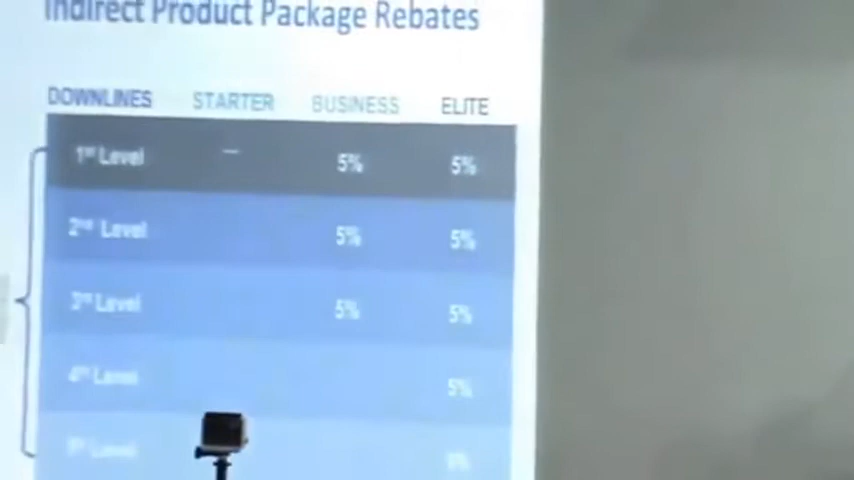 Indirect Product Package Rebates
DOWNLINES STARTER BUSINESS ELITE
1st Level — 5% 5%
2nd Level 5% 5%
3rd Level 5% 5%
4th Level 5%
Level